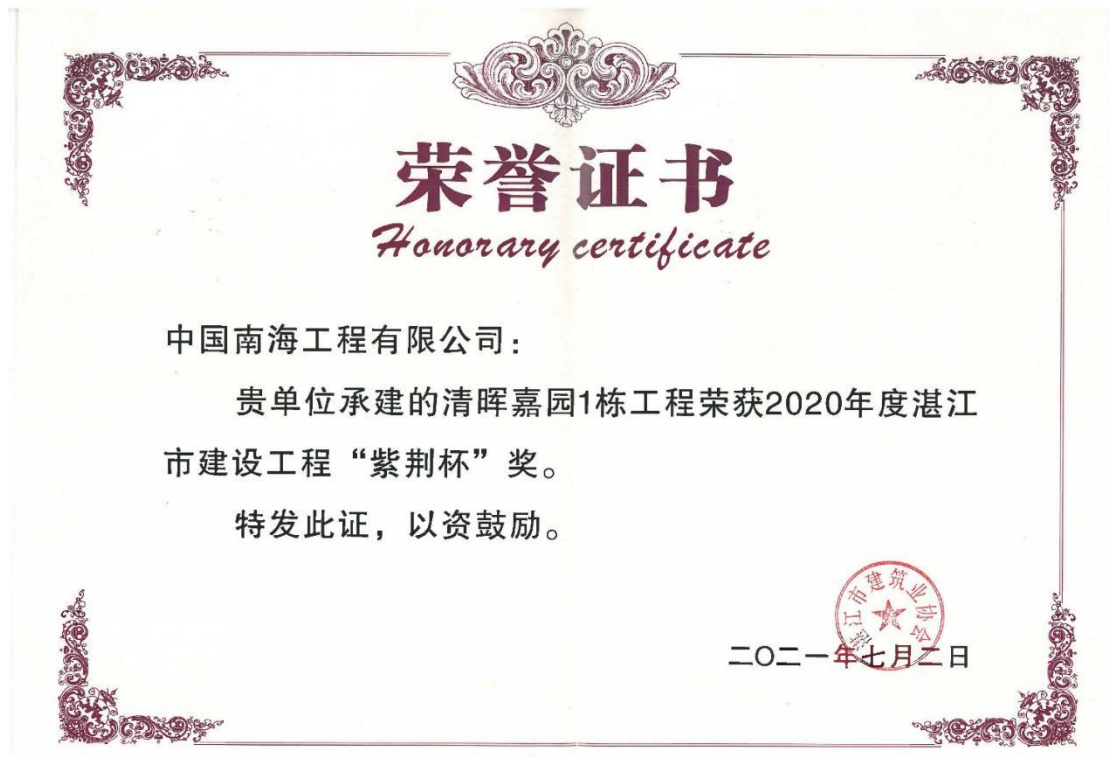 荣誉证书
Honorary certificate
中国南海工程有限公司：
贵单位承建的清晖嘉园1栋工程荣获2020年度湛江
市建设工程“紫荆杯”奖。
特发此证，以资鼓励。
湛江市建筑业协会
二〇二一年七月二日